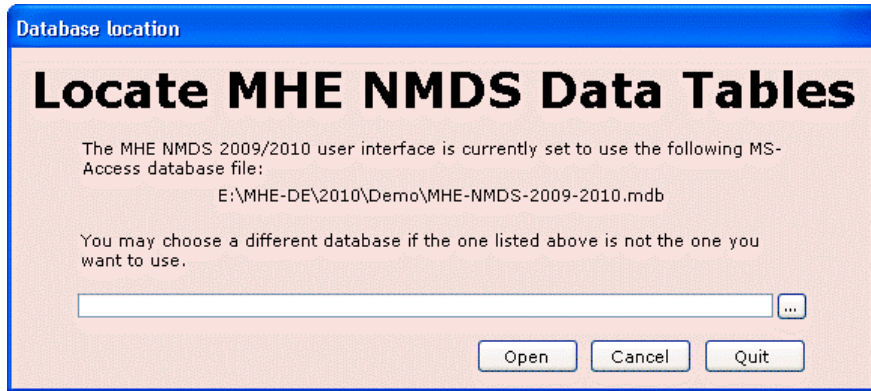 Database location
Locate MHE NMDS Data Tables
The MHE NMDS 2009/2010 user interface is currently set to use the following MS-
Access database file:
E:\MHE-DE\2010\Demo\MHE-NMDS-2009-2010.mdb
You may choose a different database if the one listed above is not the one you
want to use.
...
Open Cancel Quit